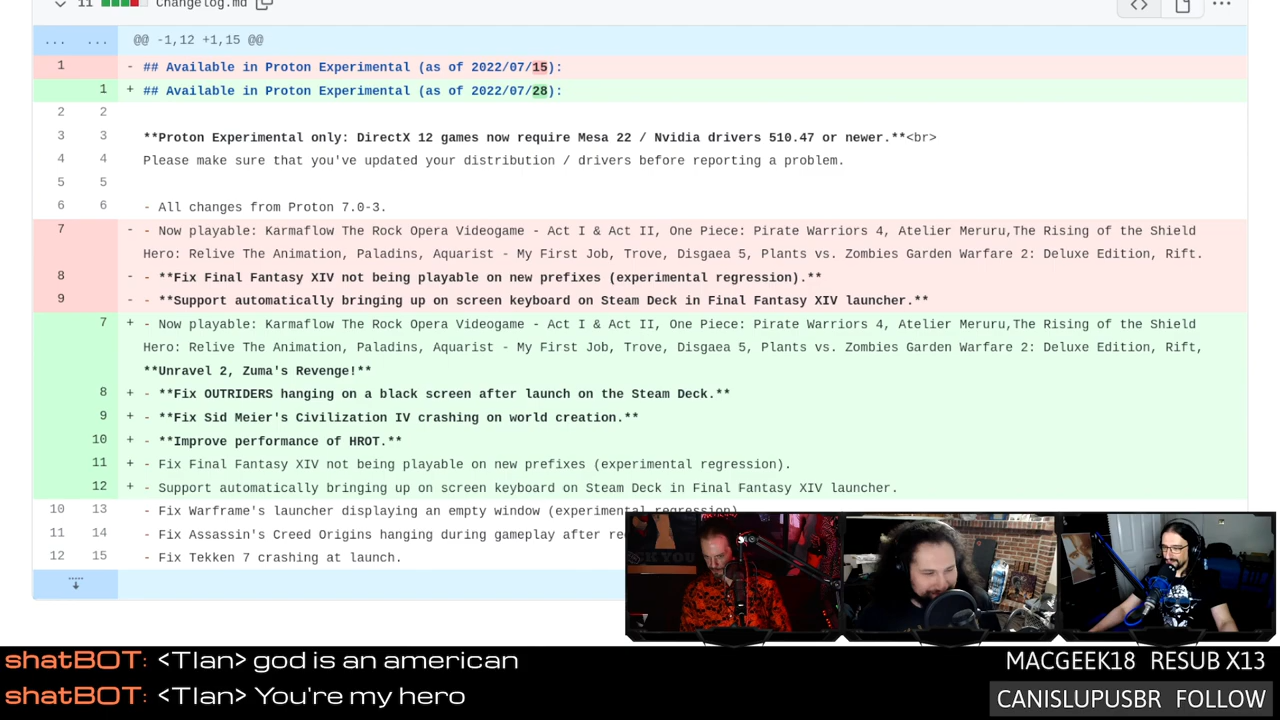 11 Changelog.md
... ... @@ -1,12 +1,15 @@
1 - ## Available in Proton Experimental (as of 2022/07/15):
1 + ## Available in Proton Experimental (as of 2022/07/28):
2 2
3 3 **Proton Experimental only: DirectX 12 games now require Mesa 22 / Nvidia drivers 510.47 or newer.**<br>
4 4 Please make sure that you've updated your distribution / drivers before reporting a problem.
5 5
6 6 - All changes from Proton 7.0-3.
7 - - Now playable: Karmaflow The Rock Opera Videogame - Act I & Act II, One Piece: Pirate Warriors 4, Atelier Meruru,The Rising of the Shield
Hero: Relive The Animation, Paladins, Aquarist - My First Job, Trove, Disgaea 5, Plants vs. Zombies Garden Warfare 2: Deluxe Edition, Rift.
8 - - **Fix Final Fantasy XIV not being playable on new prefixes (experimental regression).**
9 - - **Support automatically bringing up on screen keyboard on Steam Deck in Final Fantasy XIV launcher.**
7 + - Now playable: Karmaflow The Rock Opera Videogame - Act I & Act II, One Piece: Pirate Warriors 4, Atelier Meruru,The Rising of the Shield
Hero: Relive The Animation, Paladins, Aquarist - My First Job, Trove, Disgaea 5, Plants vs. Zombies Garden Warfare 2: Deluxe Edition, Rift,
**Unravel 2, Zuma's Revenge!**
8 + - **Fix OUTRIDERS hanging on a black screen after launch on the Steam Deck.**
9 + - **Fix Sid Meier's Civilization IV crashing on world creation.**
10 + - **Improve performance of HROT.**
11 + - Fix Final Fantasy XIV not being playable on new prefixes (experimental regression).
12 + - Support automatically bringing up on screen keyboard on Steam Deck in Final Fantasy XIV launcher.
10 13 - Fix Warframe's launcher displaying an empty window (experimental regression).
11 14 - Fix Assassin's Creed Origins hanging during gameplay after
12 15 - Fix Tekken 7 crashing at launch.
shatBOT: <Tlan> god is an american
MACGEEK18 RESUB X13
shatBOT: <Tlan> You're my hero
CANISLUPUSBR FOLLOW